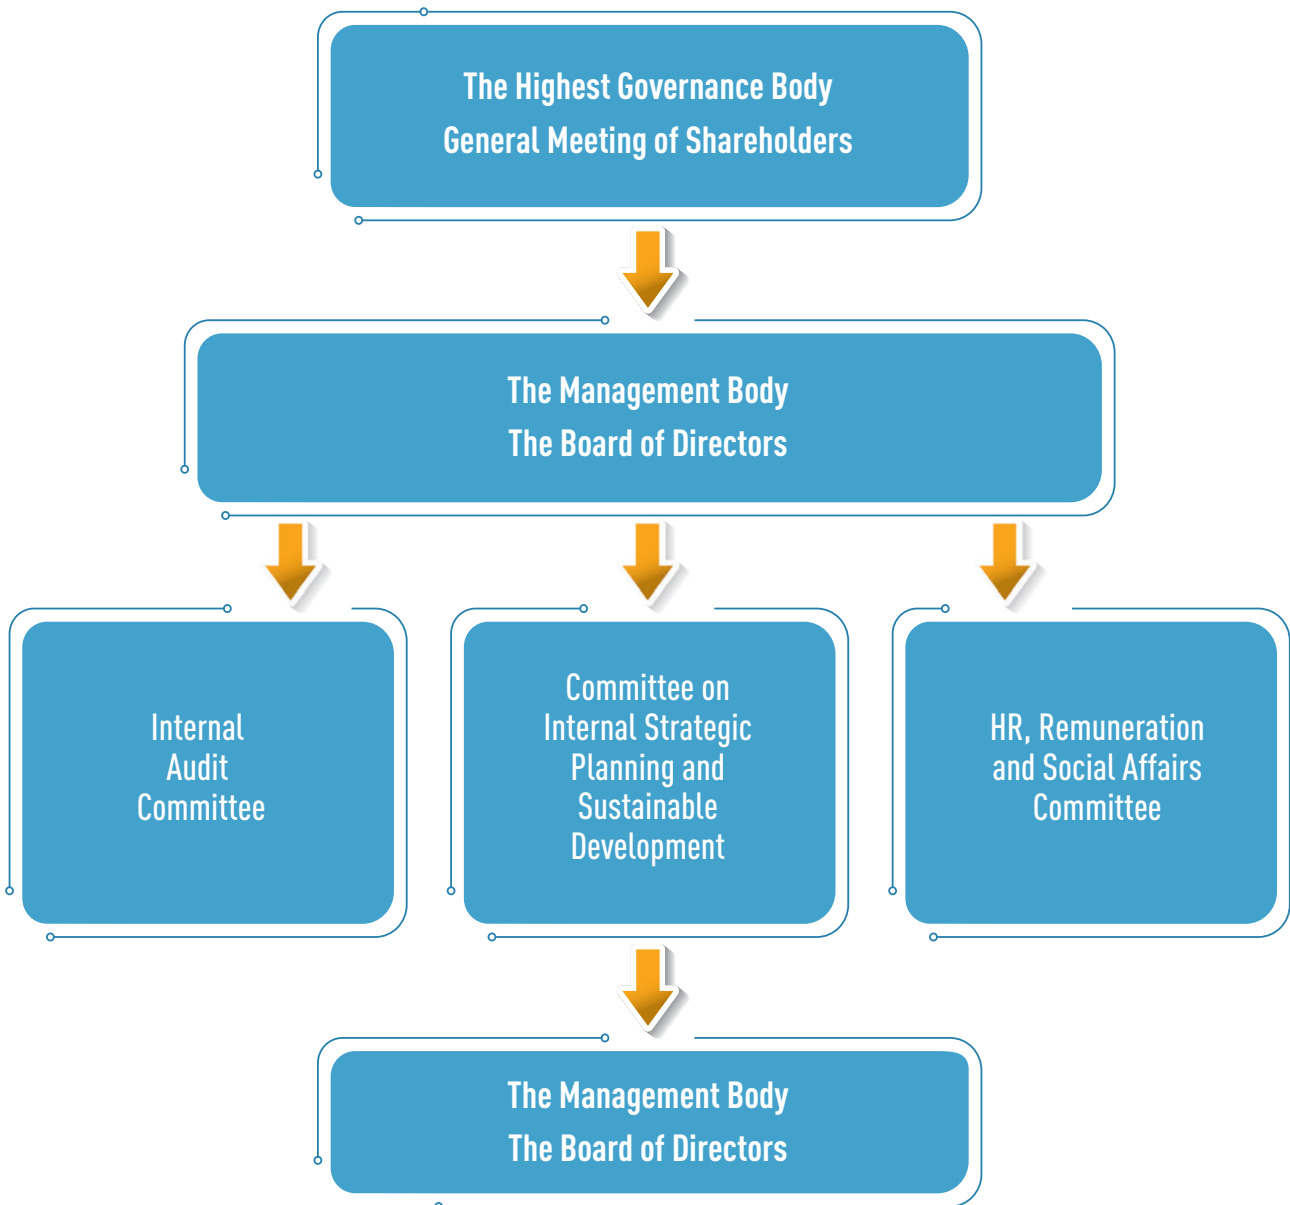 The Highest Governance Body
General Meeting of Shareholders
The Management Body
The Board of Directors
Internal
Audit
Committee
Committee on
Internal Strategic
Planning and
Sustainable
Development
HR, Remuneration
and Social Affairs
Committee
The Management Body
The Board of Directors